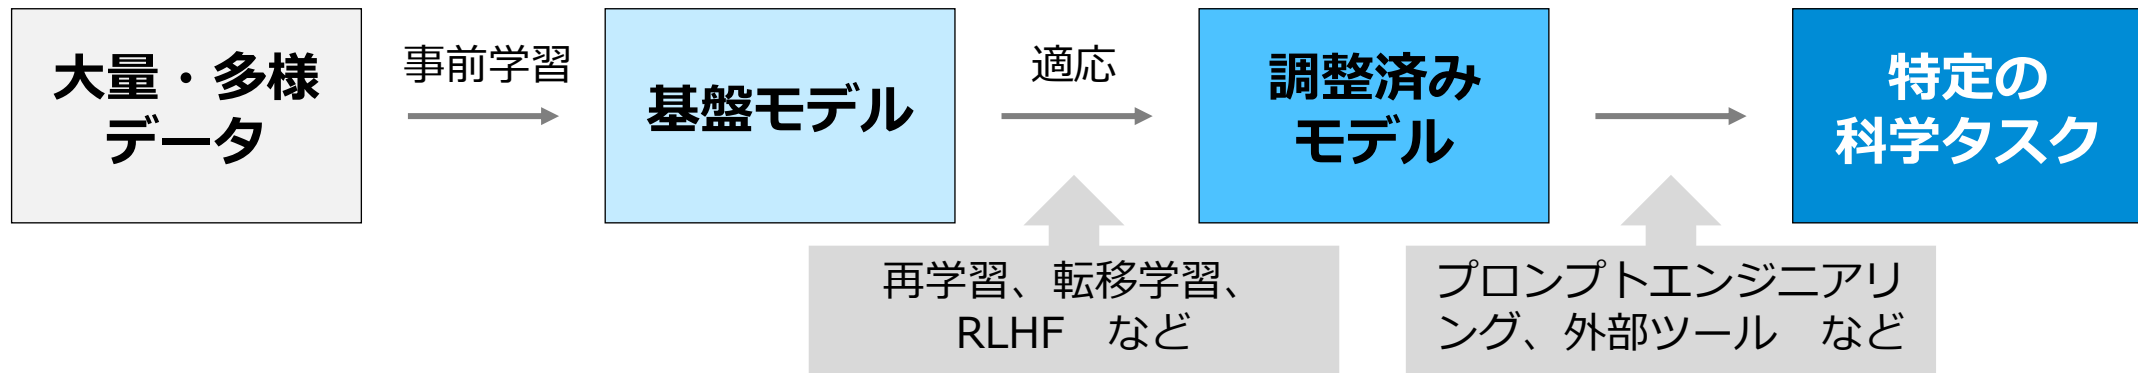 大量・多様
データ
事前学習
基盤モデル
適応
調整済み
モデル
特定の
科学タスク
再学習、転移学習、
RLHF　など
プロンプトエンジニアリ
ング、外部ツール　など